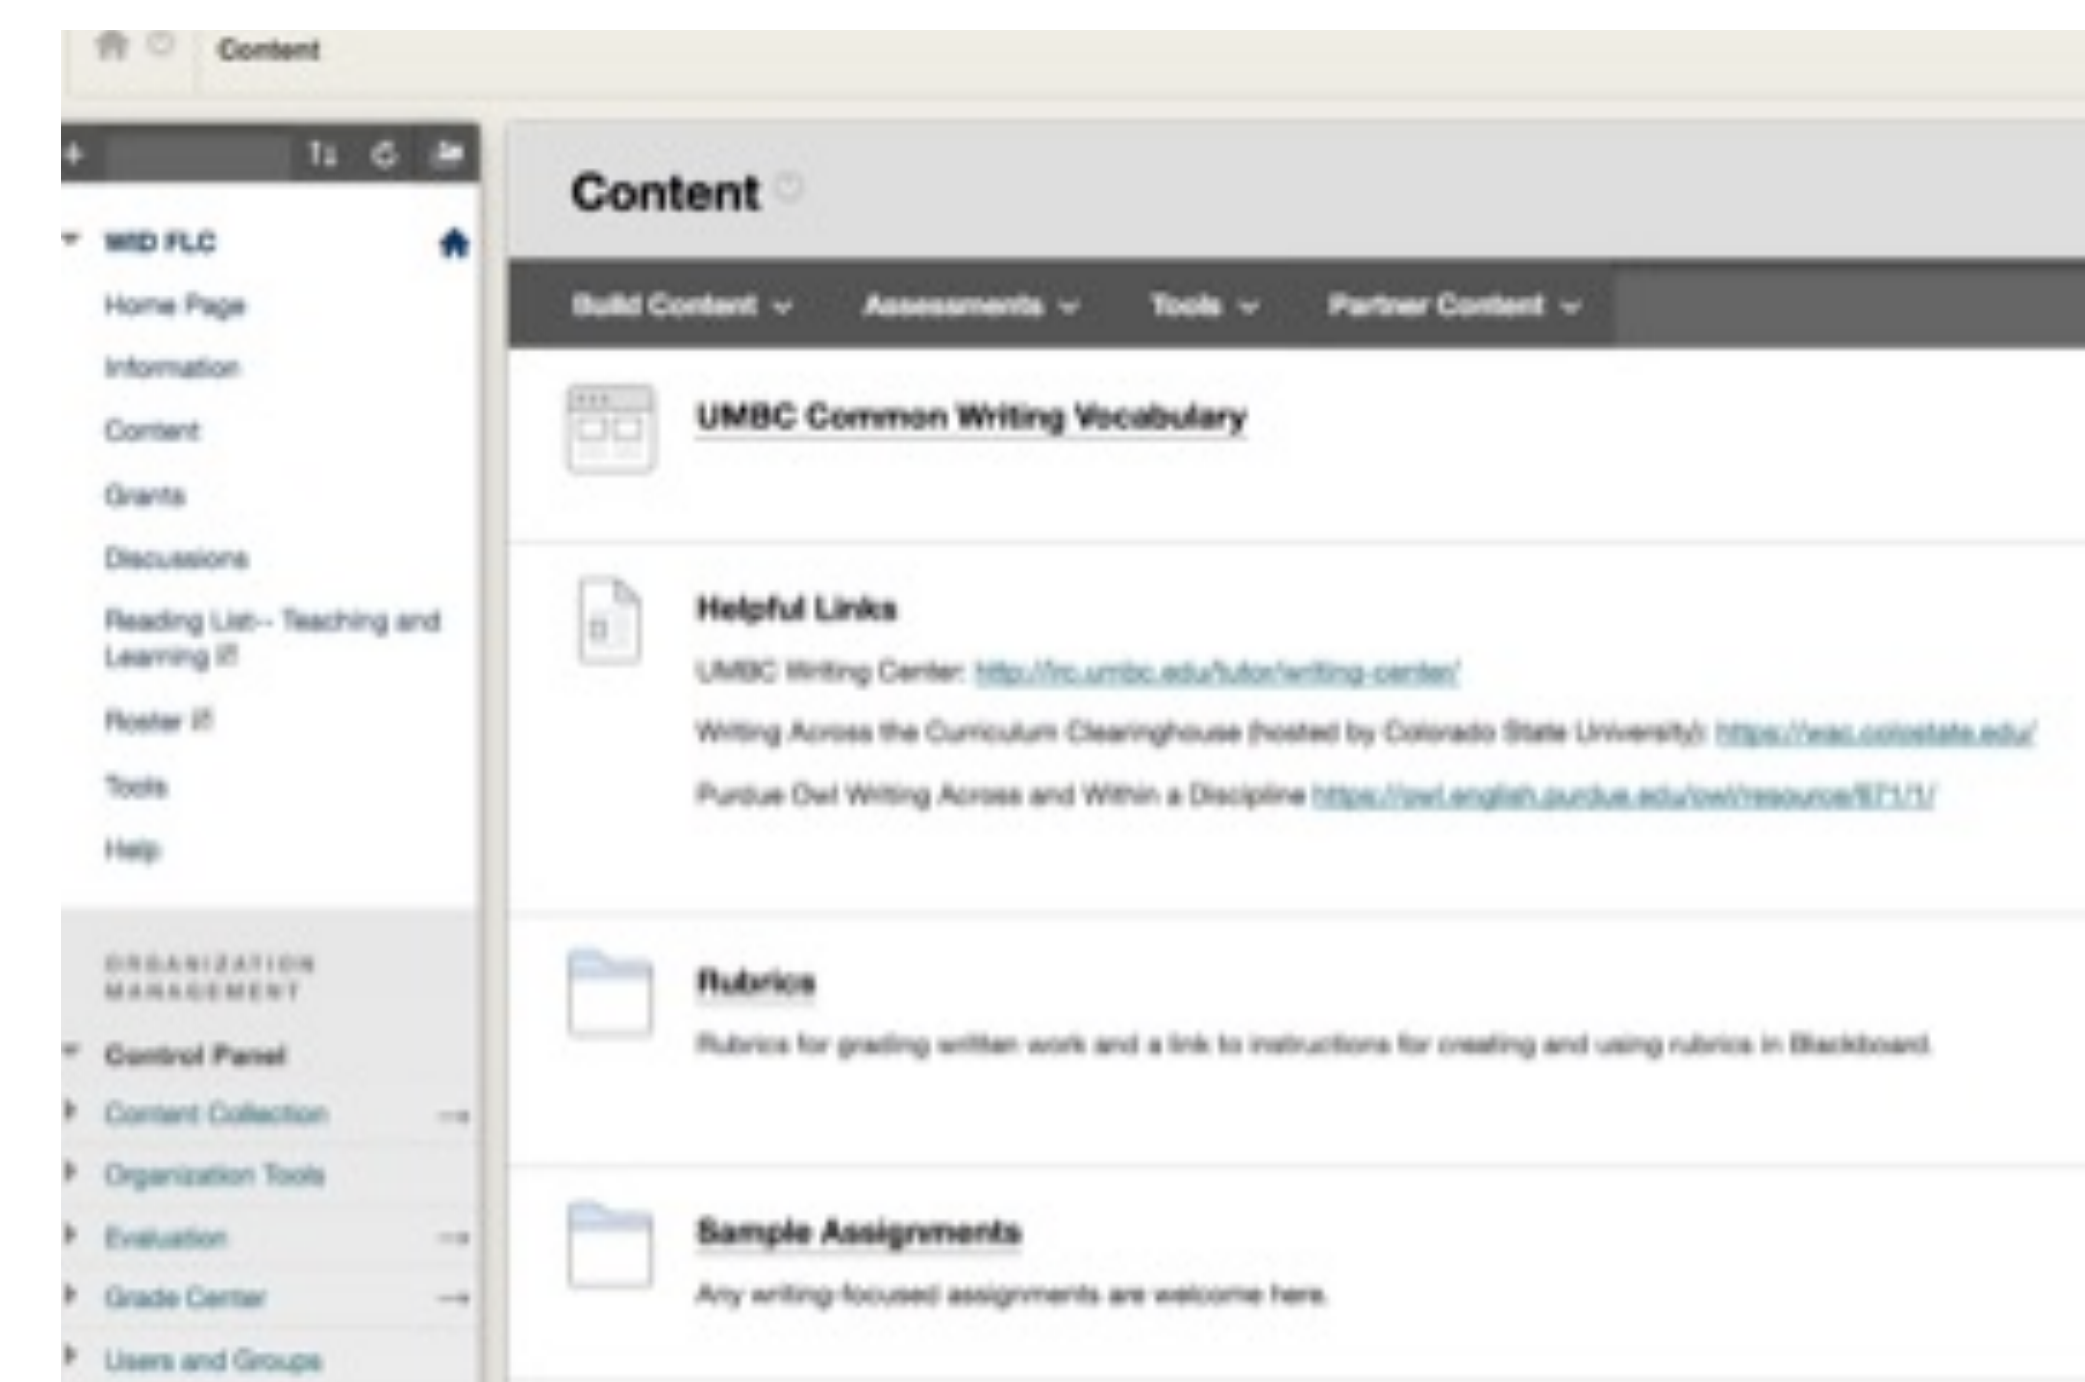 Content
WID FLC
Home Page
Information
Content
Grants
Discussions
Reading List-- Teaching and
Learning
Roster
Tools
Help
ORGANIZATION
MANAGEMENT
Control Panel
Content Collection
Organization Tools
Evaluation
Grade Center
Users and Groups
Content
Build Content Assessments Tools Partner Content
UMBC Common Writing Vocabulary
Helpful Links
UMBC Writing Center: http://lrc.umbc.edu/tutor/writing-center/
Writing Across the Curriculum Clearinghouse (hosted by Colorado State University): https://wac.colostate.edu/
Purdue Owl Writing Across and Within a Discipline https://owl.english.purdue.edu/owl/resource/671/1/
Rubrics
Rubrics for grading written work and a link to instructions for creating and using rubrics in Blackboard.
Sample Assignments
Any writing-focused assignments are welcome here.